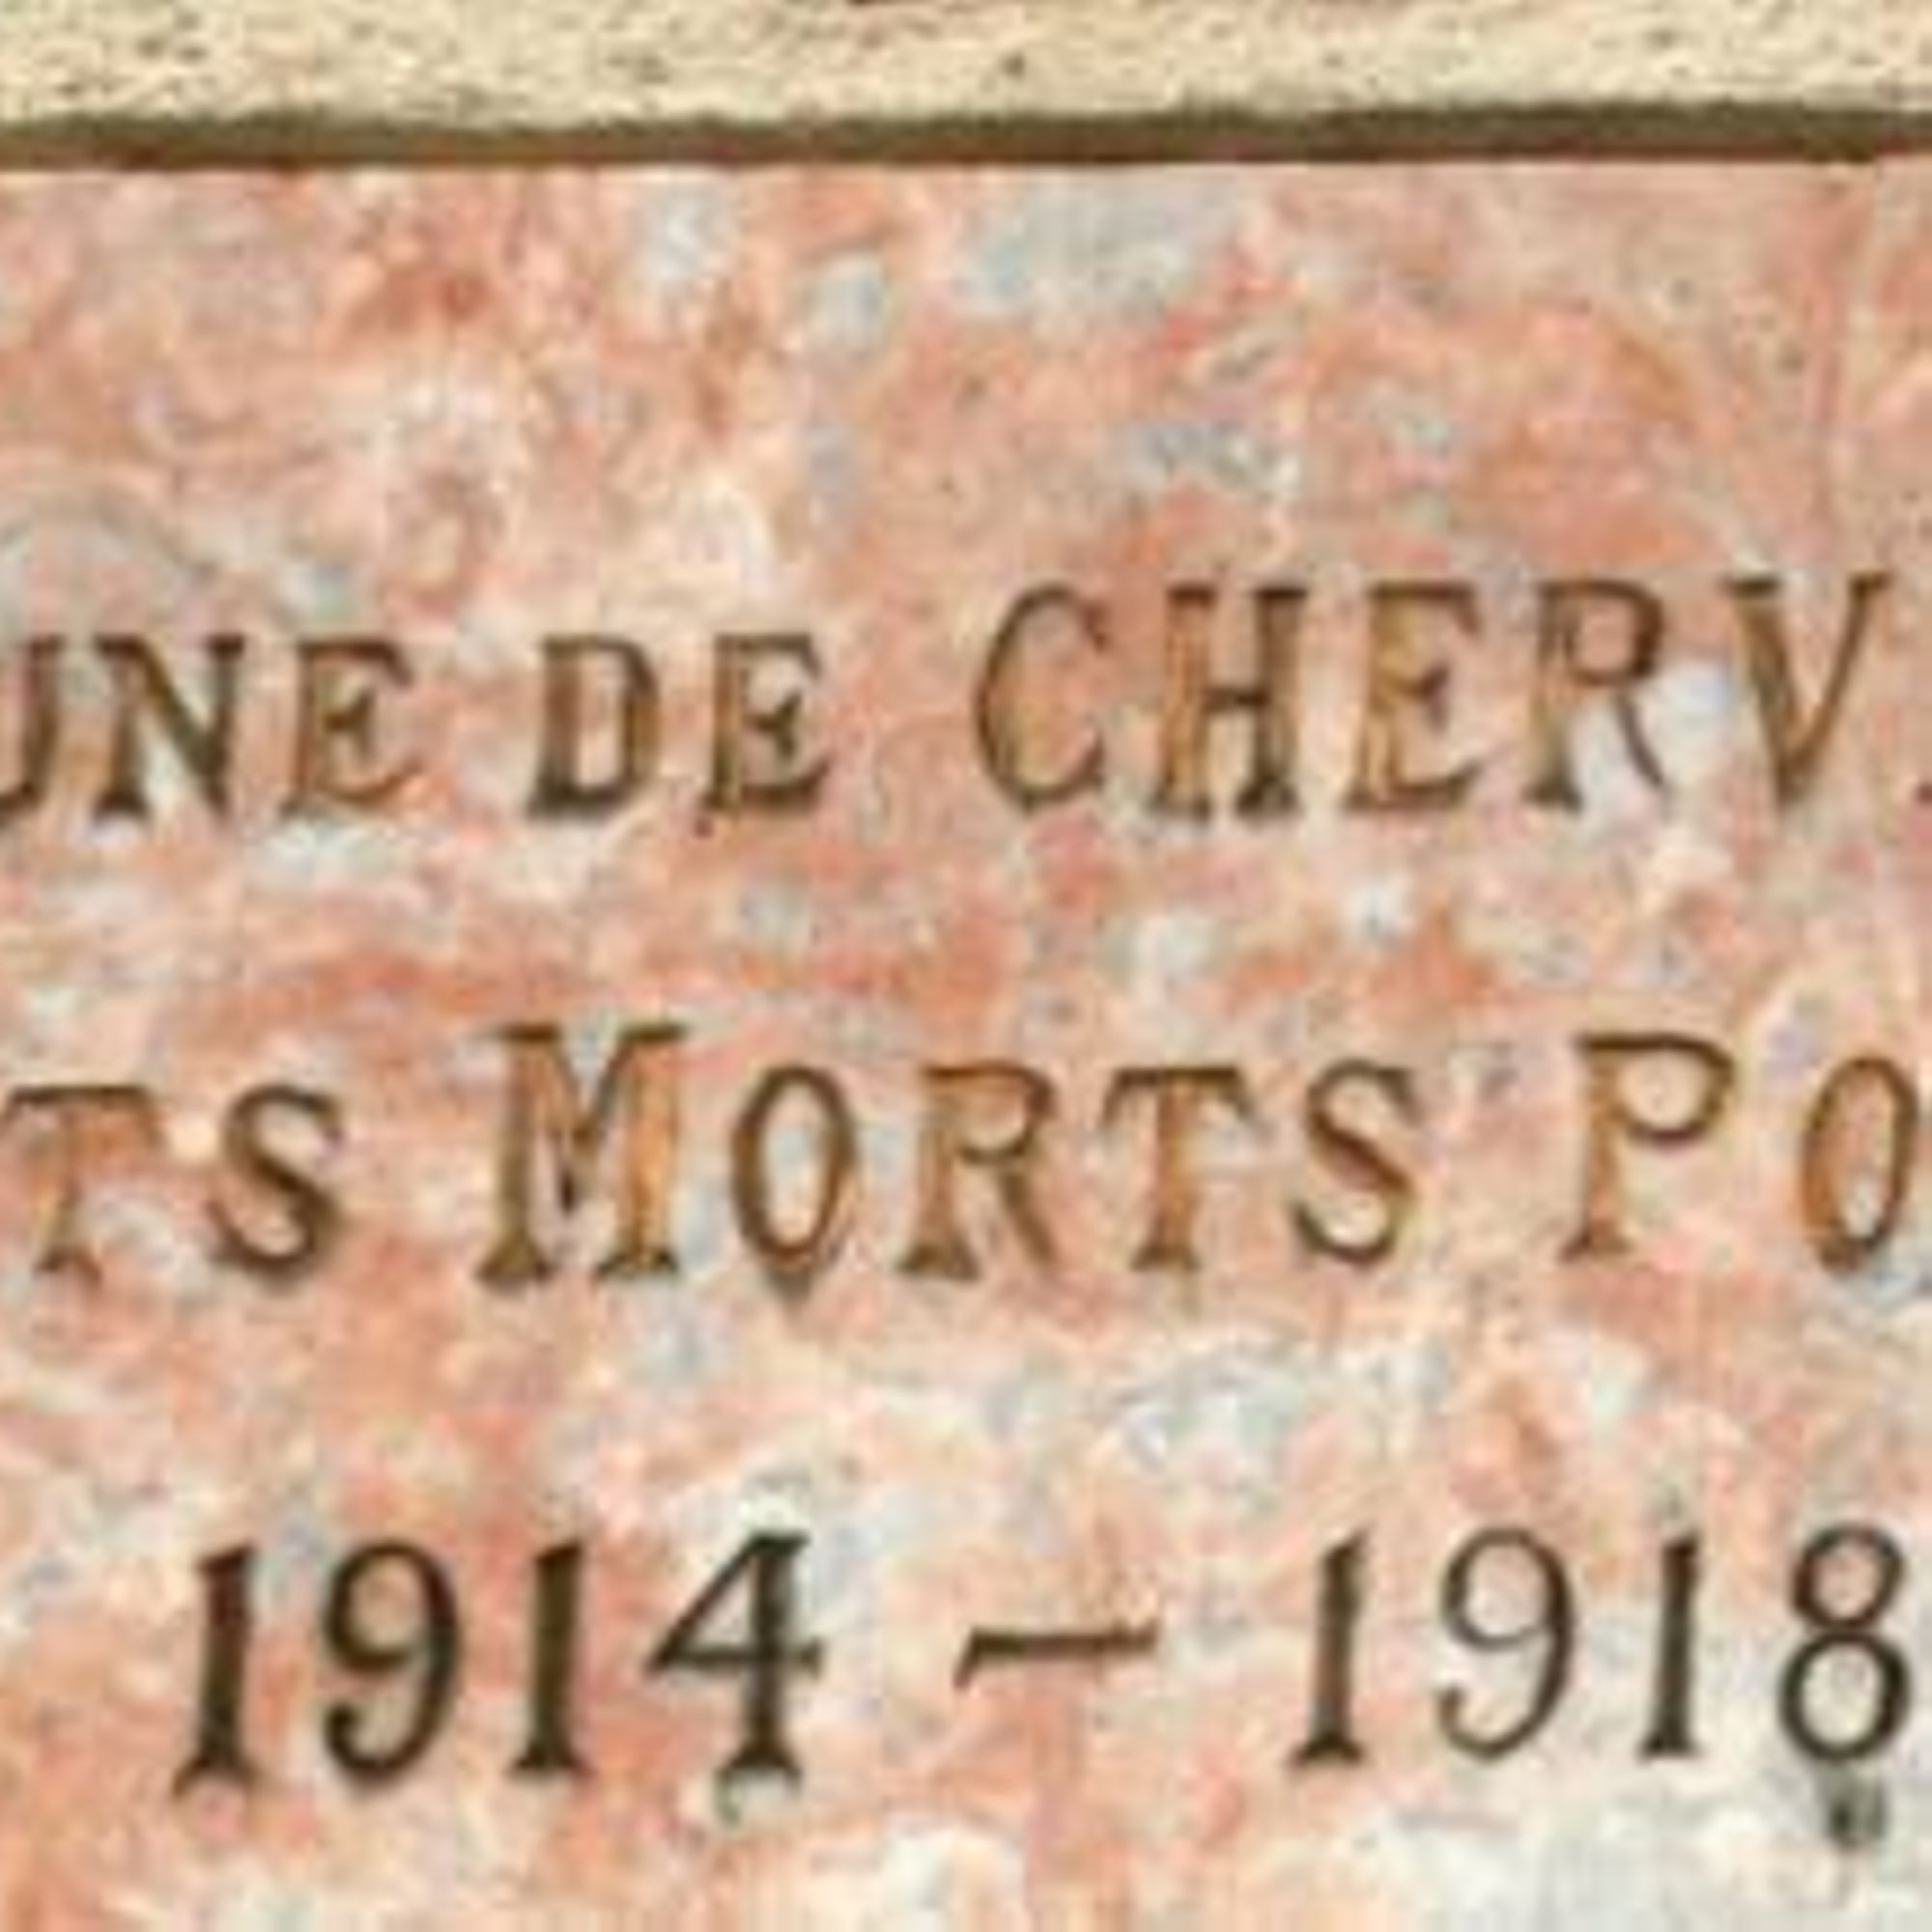 UNE DE CHERV
TS MORTS PO
1914 – 1918